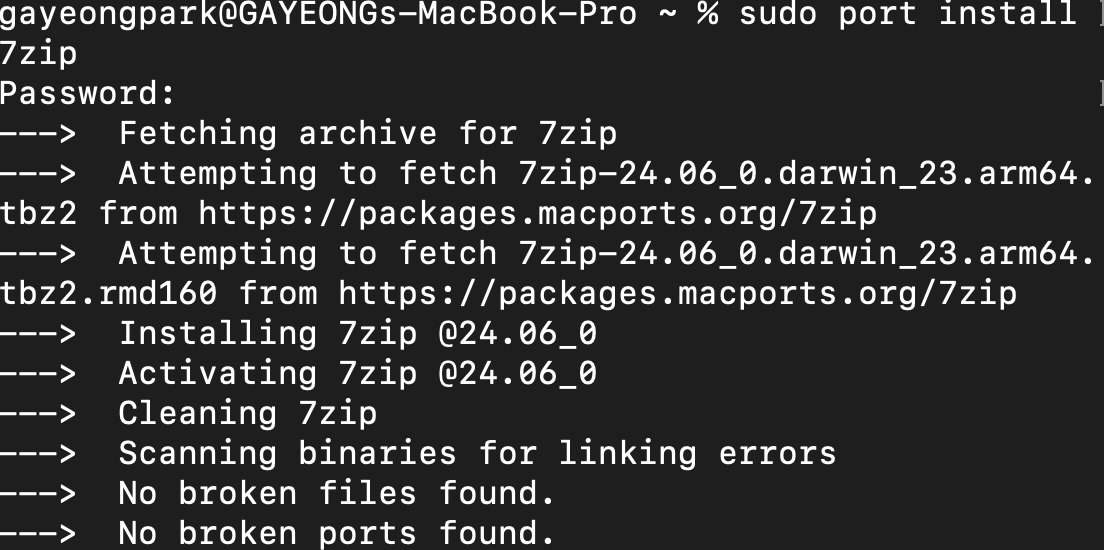 gayeongpark@GAYEONGs-MacBook-Pro ~ % sudo port install
7zip
Password:
---> Fetching archive for 7zip
---> Attempting to fetch 7zip-24.06_0.darwin_23.arm64.
tbz2 from https://packages.macports.org/7zip
---> Attempting to fetch 7zip-24.06_0.darwin_23.arm64.
tbz2.rmd160 from https://packages.macports.org/7zip
---> Installing 7zip @24.06_0
---> Activating 7zip @24.06_0
---> Cleaning 7zip
---> Scanning binaries for linking errors
---> No broken files found.
---> No broken ports found.